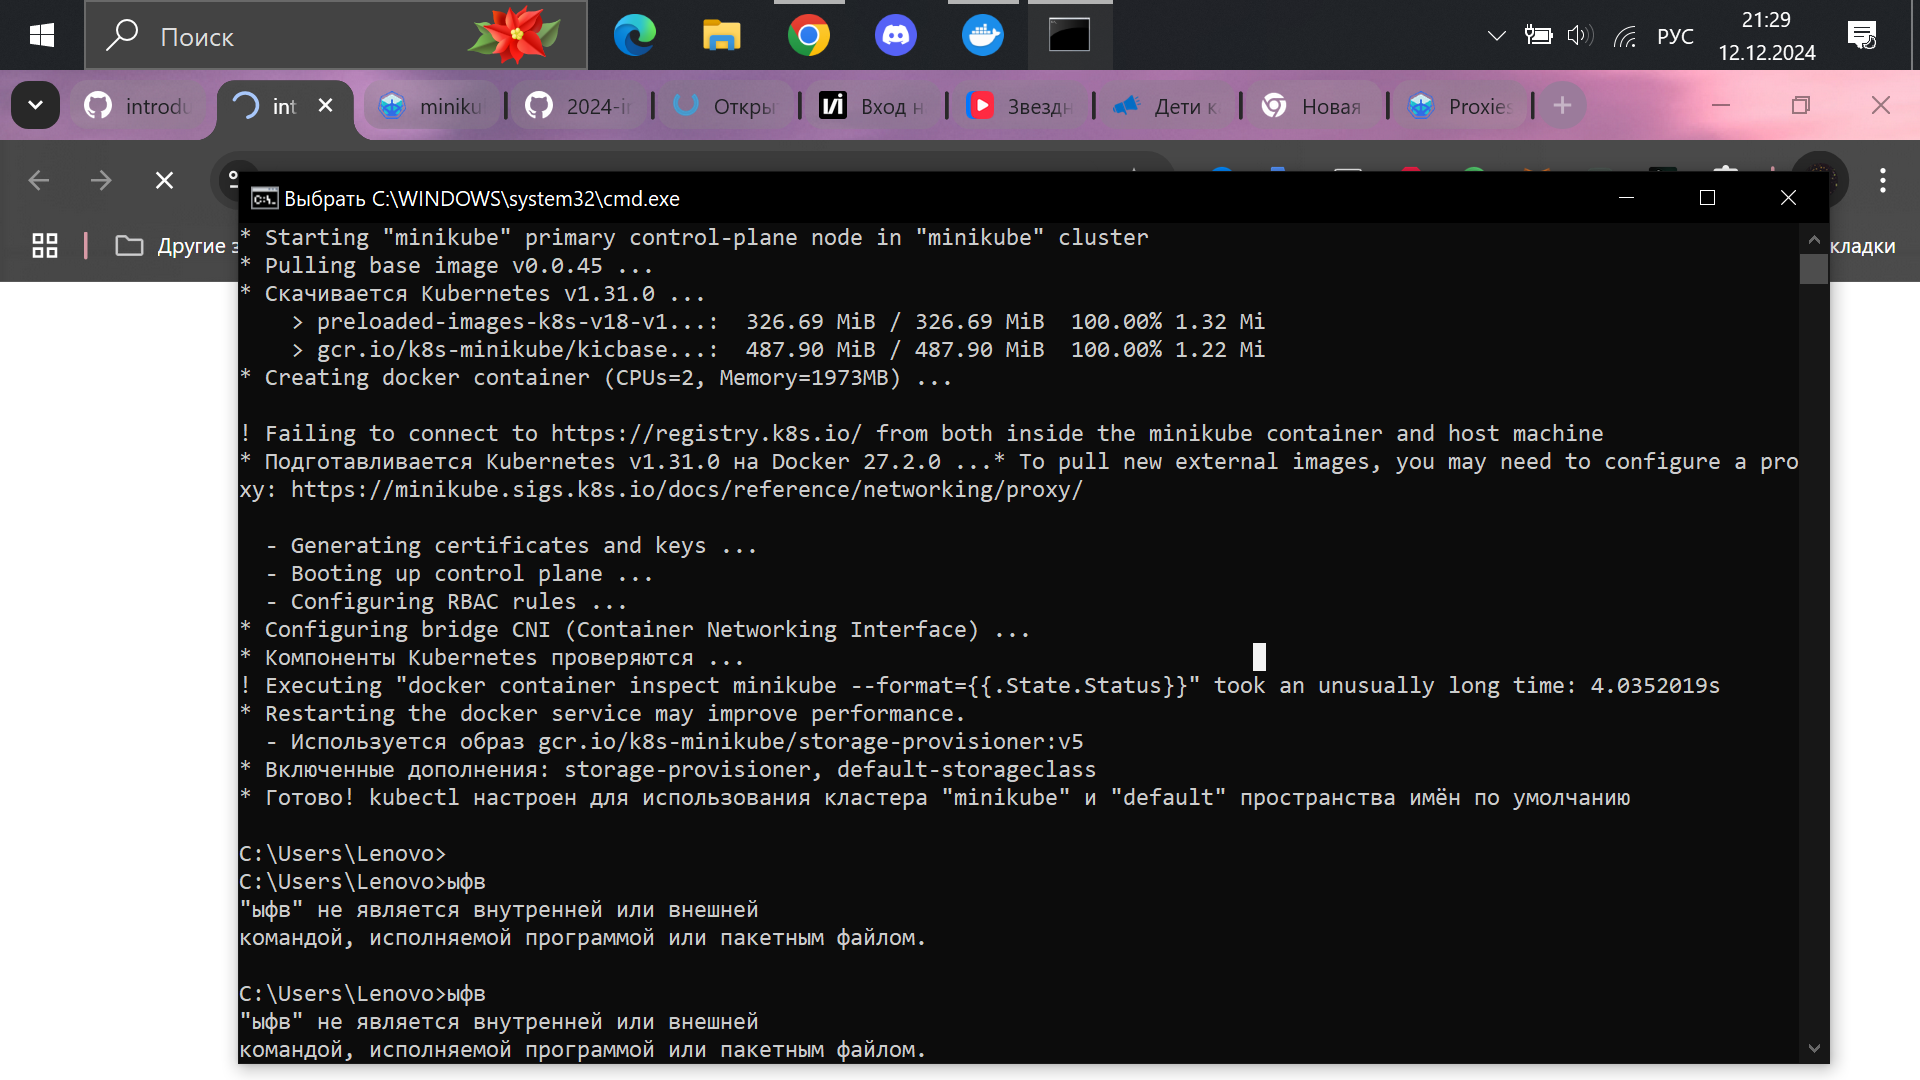 Поиск
РУС
21:29
12.12.2024
introdu
int
miniku
2024-in
Откры
Вход н
Звездн
Дети к
Новая
Proxies
Другие з
кладки
Выбрать C:\WINDOWS\system32\cmd.exe
* Starting "minikube" primary control-plane node in "minikube" cluster
* Pulling base image v0.0.45 ...
* Скачивается Kubernetes v1.31.0 ...
> preloaded-images-k8s-v18-v1...: 326.69 MiB / 326.69 MiB 100.00% 1.32 Mi
> gcr.io/k8s-minikube/kicbase...: 487.90 MiB / 487.90 MiB 100.00% 1.22 Mi
* Creating docker container (CPUs=2, Memory=1973MB) ...
! Failing to connect to https://registry.k8s.io/ from both inside the minikube container and host machine
* Подготавливается Kubernetes v1.31.0 на Docker 27.2.0 ...* To pull new external images, you may need to configure a pro
xy: https://minikube.sigs.k8s.io/docs/reference/networking/proxy/
- Generating certificates and keys ...
- Booting up control plane ...
- Configuring RBAC rules ...
* Configuring bridge CNI (Container Networking Interface) ...
* Компоненты Kubernetes проверяются ...
! Executing "docker container inspect minikube --format={{.State.Status}}" took an unusually long time: 4.0352019s
* Restarting the docker service may improve performance.
- Используется образ gcr.io/k8s-minikube/storage-provisioner:v5
* Включенные дополнения: storage-provisioner, default-storageclass
* Готово! kubectl настроен для использования кластера "minikube" и "default" пространства имён по умолчанию
C:\Users\Lenovo>
C:\Users\Lenovo>ыфв
"ыфв" не является внутренней или внешней
командой, исполняемой программой или пакетным файлом.
C:\Users\Lenovo>ыфв
"ыфв" не является внутренней или внешней
командой, исполняемой программой или пакетным файлом.